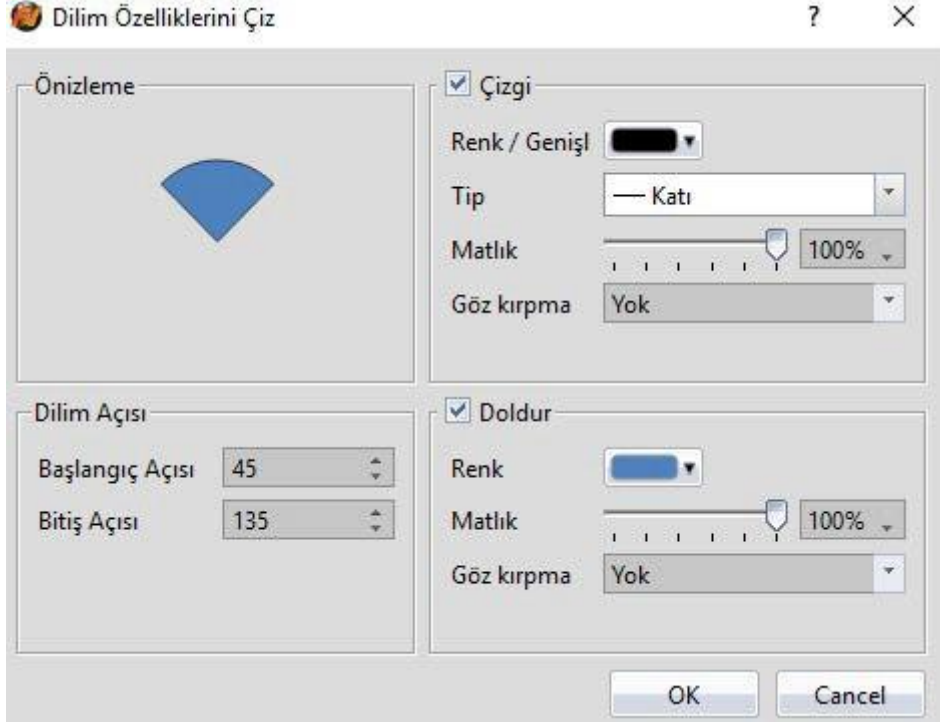 Dilim Özelliklerini Çiz
?
Önizleme
Çizgi
Renk / Genişl
Tip
Katı
Matlık
100%
Göz kırpma
Yok
Dilim Açısı
Başlangıç Açısı
45
Bitiş Açısı
135
Doldur
Renk
Matlık
100%
Göz kırpma
Yok
OK
Cancel